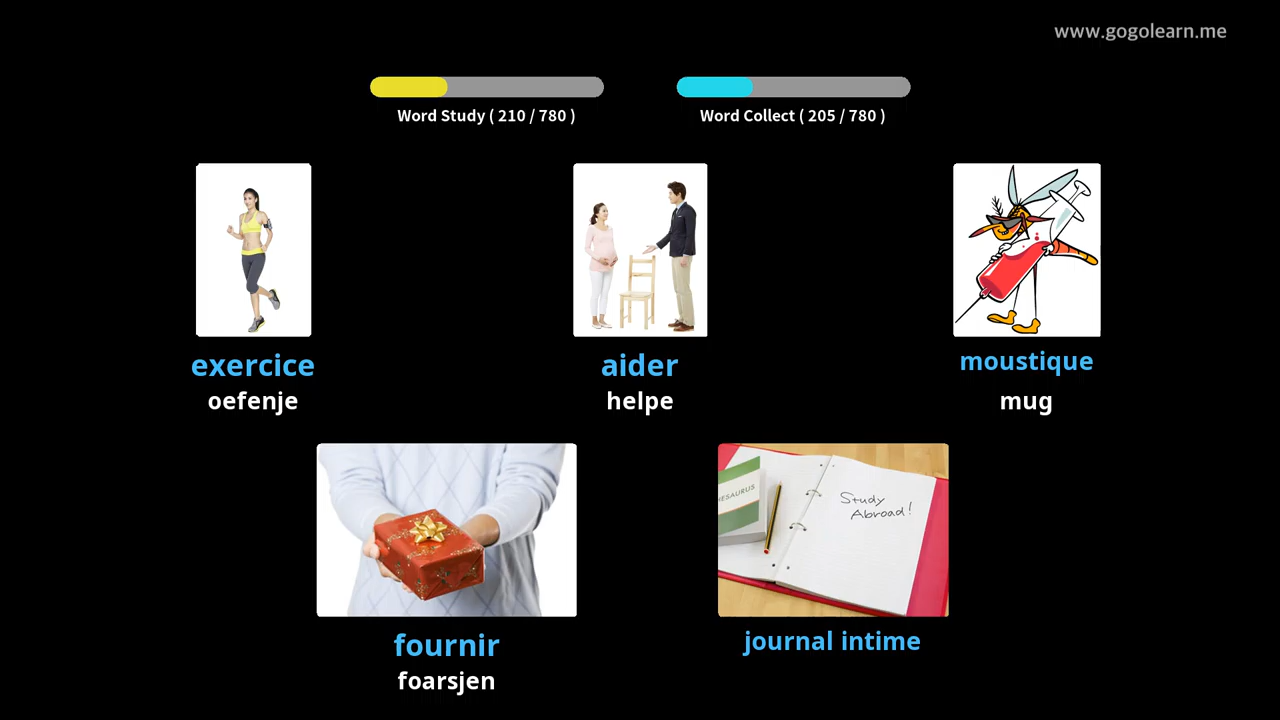 www.gogolearn.me
Word Study ( 210 / 780 )
Word Collect ( 205 / 780 )
exercice
oefenje
aider
helpe
moustique
mug
fournir
foarsjen
ESAURUS
Study
Abroad!
journal intime